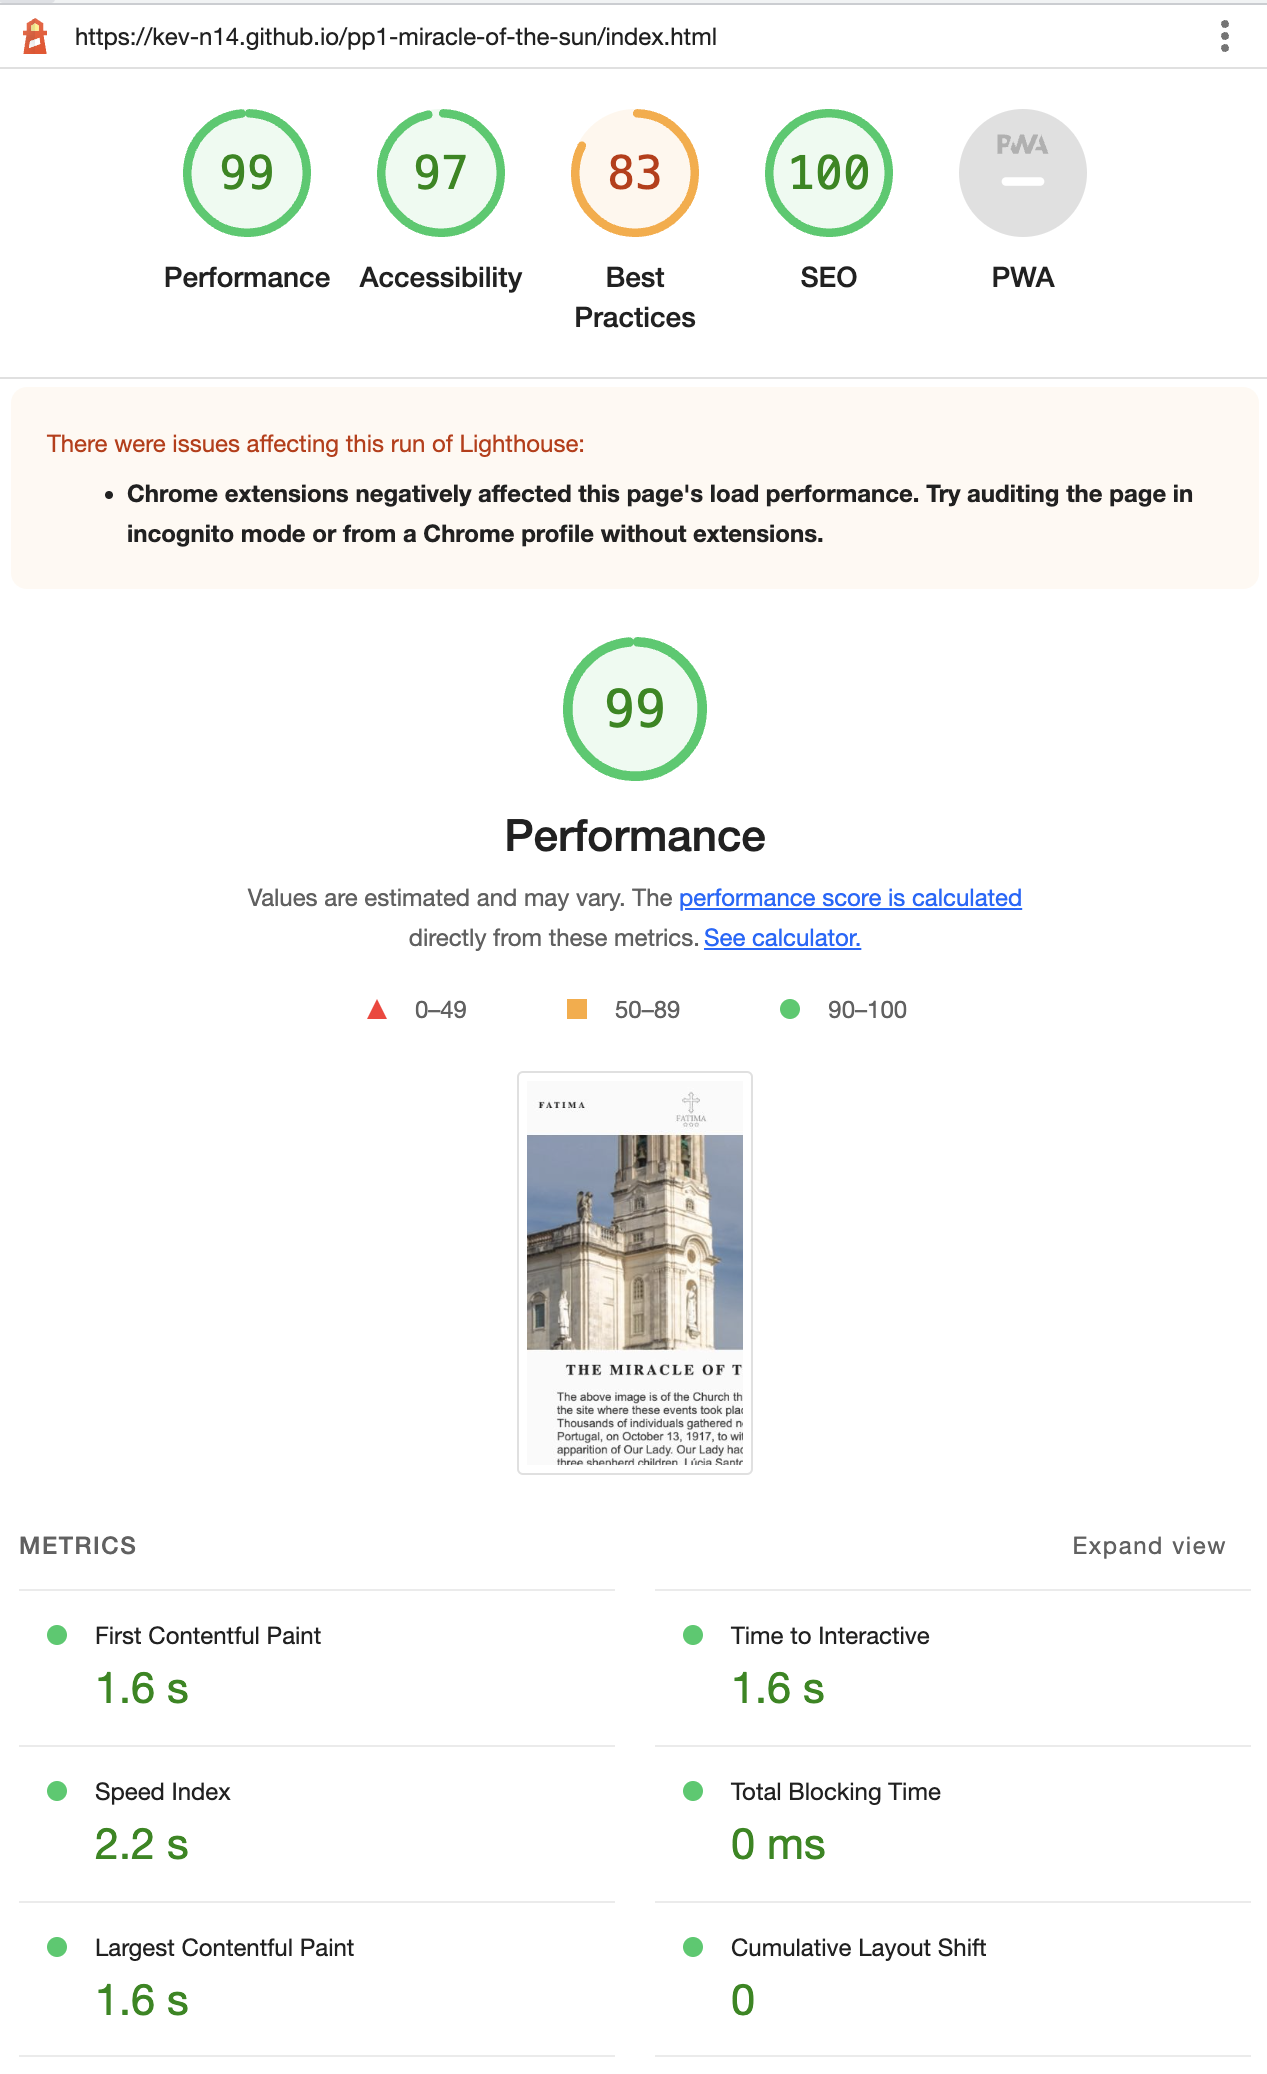 https://kev-n14.github.io/pp1-miracle-of-the-sun/index.html
99
97
83
100
PWA
Performance
Accessibility
Best
Practices
SEO
PWA
There were issues affecting this run of Lighthouse:
• Chrome extensions negatively affected this page's load performance. Try auditing the page in
incognito mode or from a Chrome profile without extensions.
99
Performance
Values are estimated and may vary. The performance score is calculated
directly from these metrics. See calculator.
0–49
50–89
90–100
FATIMA
FATIMA
THE MIRACLE OF T
The above image is of the Church th
the site where these events took plac
Thousands of individuals gathered n
Portugal, on October 13, 1917, to wit
apparition of Our Lady. Our Lady had
three shepherd children, Lúcia Santo
METRICS
Expand view
First Contentful Paint
1.6 s
Time to Interactive
1.6 s
Speed Index
2.2 s
Total Blocking Time
0 ms
Largest Contentful Paint
1.6 s
Cumulative Layout Shift
0